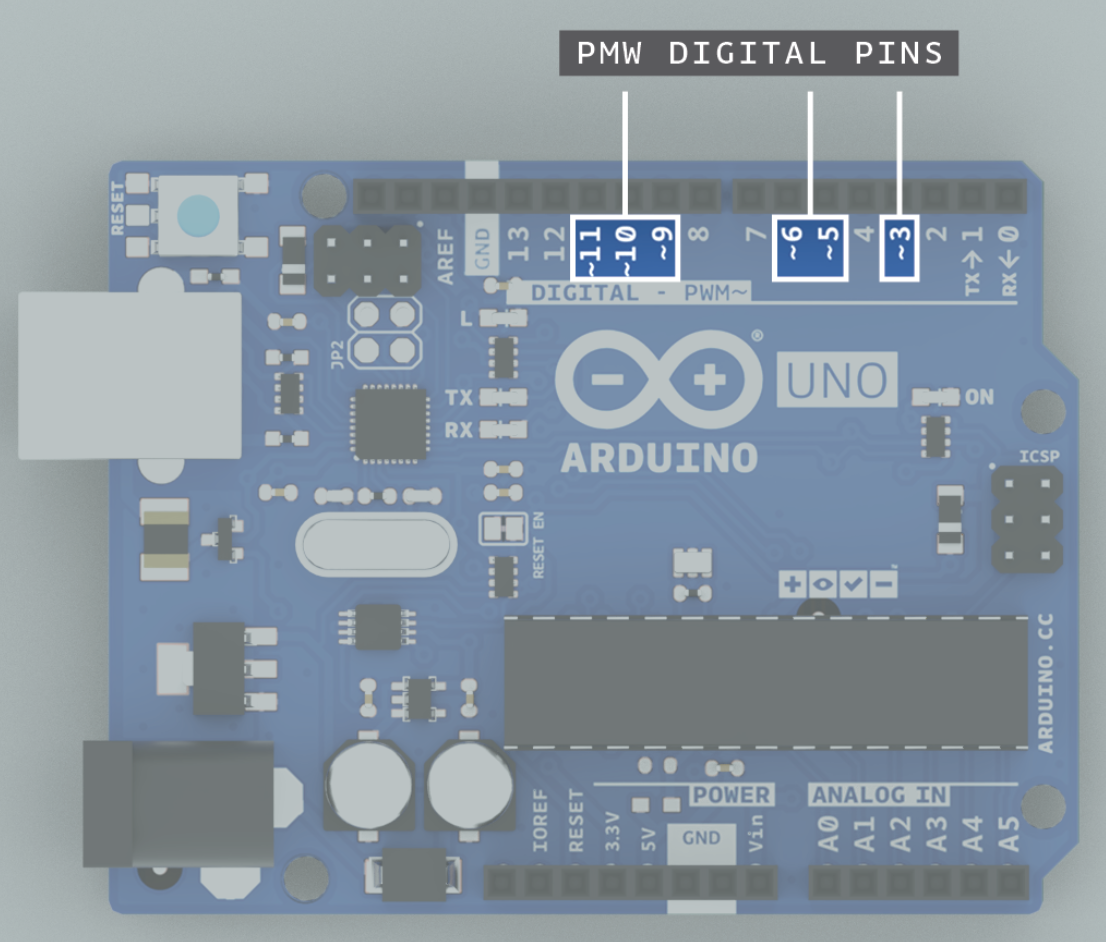 PMW DIGITAL PINS
RESET
AREF
GND
13
12
~11
~10
~9
8
7
~6
~5
4
~3
2
TX→1
RX←0
DIGITAL - PWM~
L
JP2
TX
RX
®
UNO
ON
ARDUINO
ICSP
RESET EN
ARDUINO.CC
POWER
ANALOG IN
IOREF
RESET
3.3V
5V
GND
Vin
A0
A1
A2
A3
A4
A5